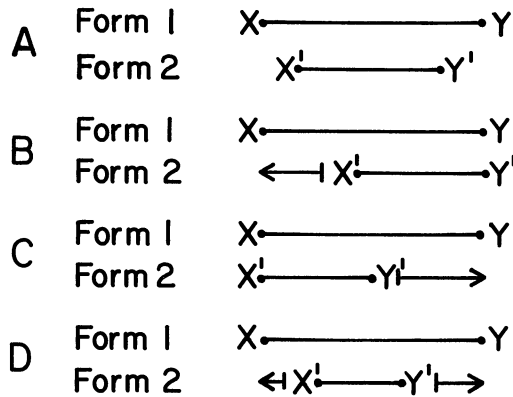 A
Form 1 X Y
Form 2 X' Y'
B
Form 1 X Y
Form 2 X' Y'
C
Form 1 X Y
Form 2 X' Y'
D
Form 1 X Y
Form 2 X' Y'